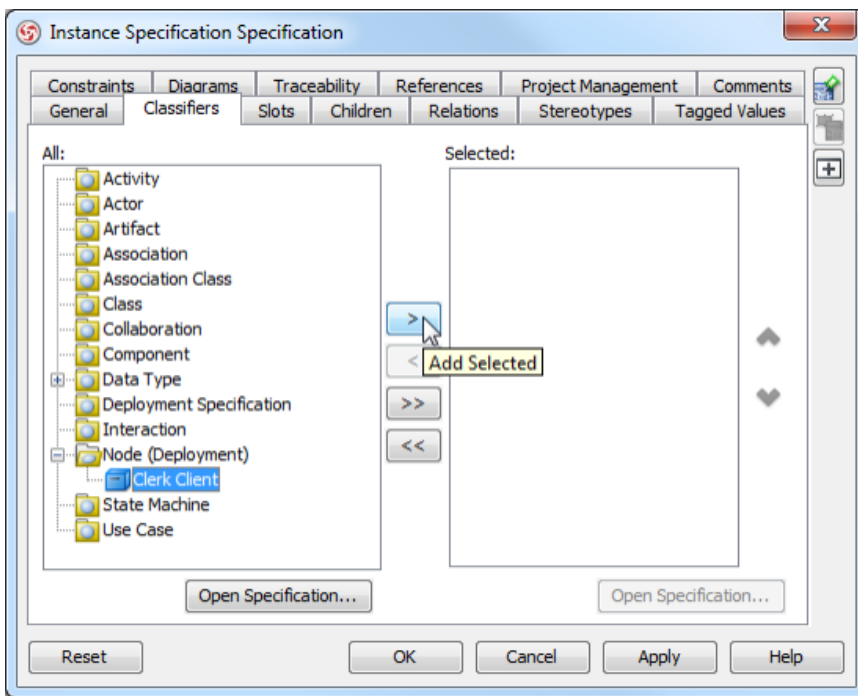 Instance Specification Specification
X
Constraints Diagrams Traceability References Project Management Comments
General Classifiers Slots Children Relations Stereotypes Tagged Values
All:
Selected:
Activity
Actor
Artifact
Association
Association Class
Class
Collaboration
Component
Data Type
Deployment Specification
Interaction
Node (Deployment)
Clerk Client
State Machine
Use Case
>
<
Add Selected
>>
<<
Open Specification...
Open Specification...
Reset OK Cancel Apply Help